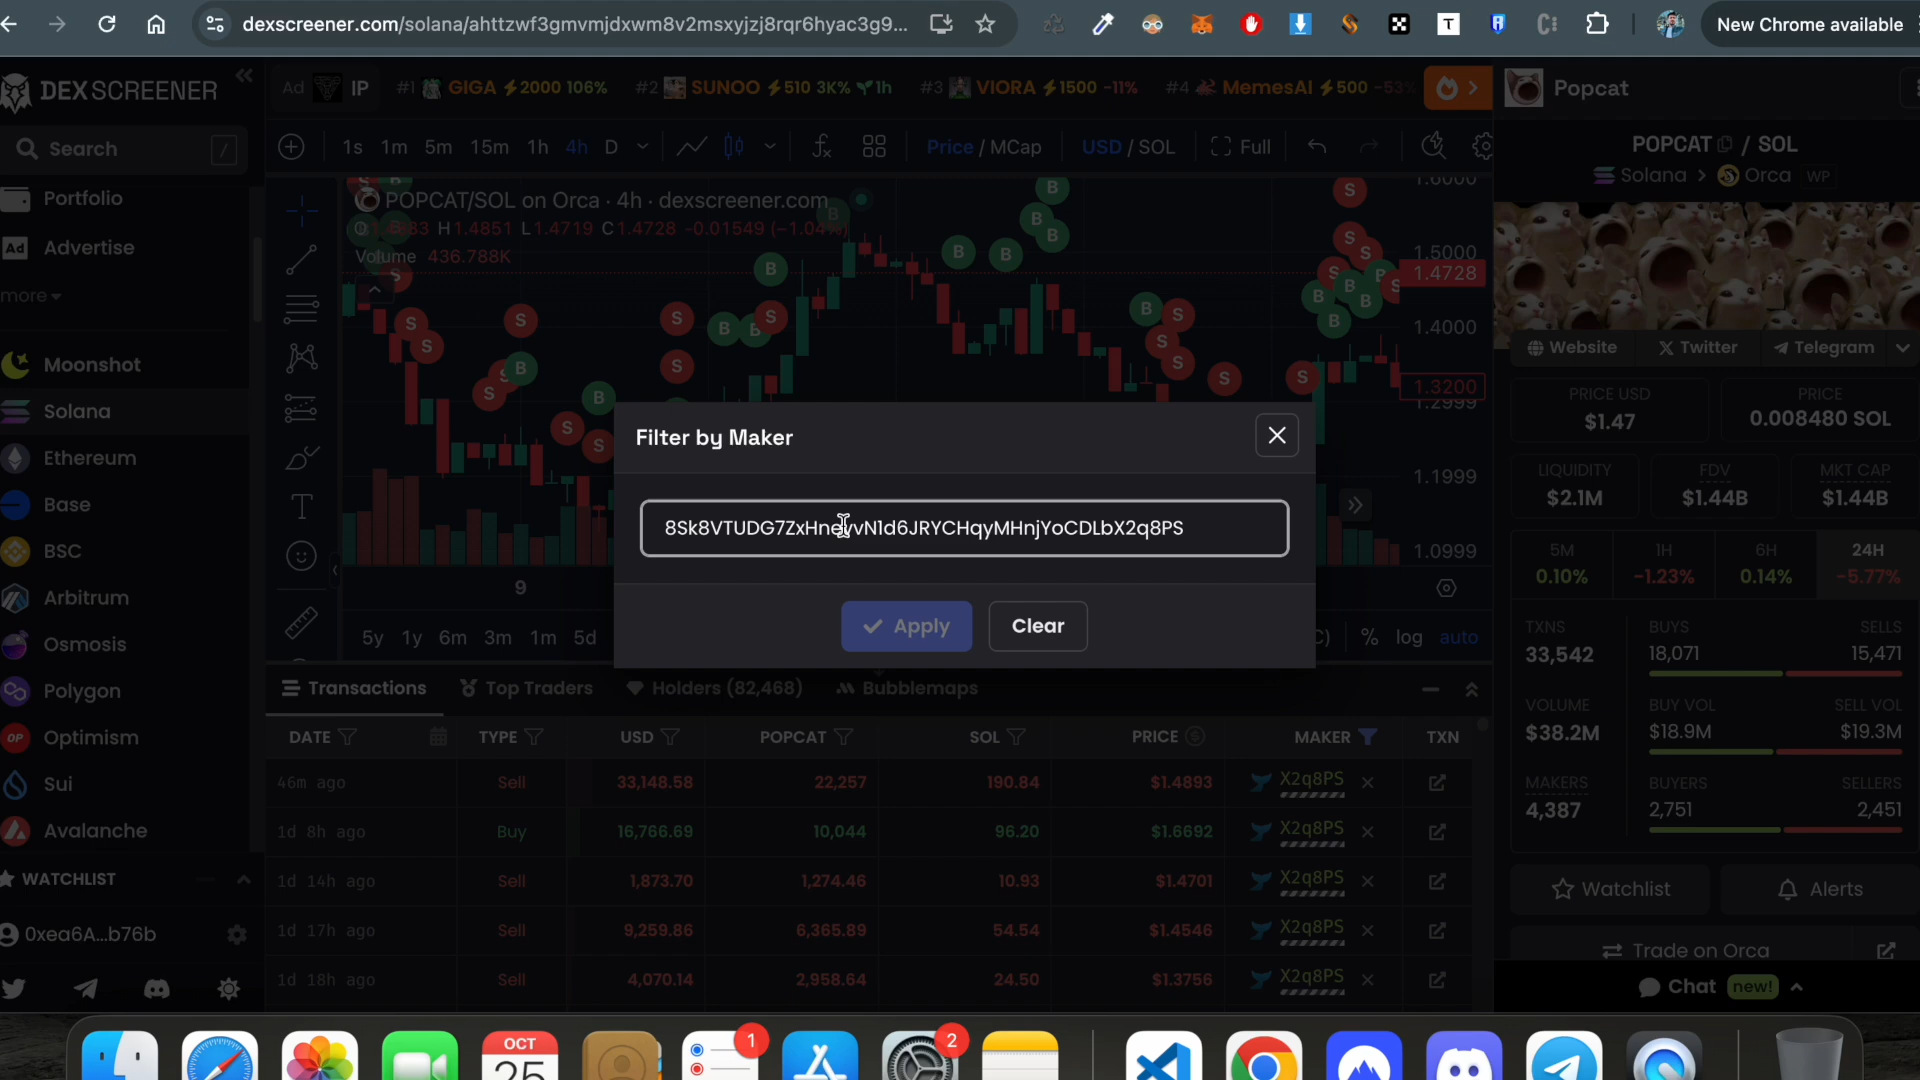 dexscreener.com/solana/ahttzwf3gmvmjdxwm8v2msxyjzj8rqr6hyac3g9...
New Chrome available
DEX SCREENER
Ad IP #1 GIGA 2000 106% #2 SUNOO 510 3K% 1h #3 VIORA 1500 -11% #4 MemesAI 500 -53%
Popcat
Search /
1s 1m 5m 15m 1h 4h D Price / MCap USD / SOL Full
POPCAT / SOL
Solana > Orca WP
Portfolio
Advertise
more
Moonshot
Solana
Ethereum
Base
BSC
Arbitrum
Osmosis
Polygon
Optimism
Sui
Avalanche
WATCHLIST
0xea6A...b76b
POPCAT/SOL on Orca · 4h · dexscreener.com
H1.4851 L1.4719 C1.4728 -0.01549 (-1.04%)
Volume 436.788K
1.6000
1.5000
1.4728
1.4000
1.3200
1.2999
1.1999
1.0999
9
5y 1y 6m 3m 1m 5d
% log auto
Filter by Maker
8Sk8VTUDG7ZxHnevvN1d6JRYCHqyMHnjYoCDLbX2q8PS
Apply
Clear
Transactions Top Traders Holders (82,468) Bubblemaps
DATE TYPE USD POPCAT SOL PRICE MAKER TXN
46m ago Sell 33,148.58 22,257 190.84 $1.4893 X2q8PS
1d 8h ago Buy 16,766.69 10,044 96.20 $1.6692 X2q8PS
1d 14h ago Sell 1,873.70 1,274.46 10.93 $1.4701 X2q8PS
1d 17h ago Sell 9,259.86 6,365.89 54.54 $1.4546 X2q8PS
1d 18h ago Sell 4,070.14 2,958.64 24.50 $1.3756 X2q8PS
Website Twitter Telegram
PRICE USD
$1.47
PRICE
0.008480 SOL
LIQUIDITY
$2.1M
FDV
$1.44B
MKT CAP
$1.44B
5M 1H 6H 24H
0.10% -1.23% 0.14% -5.77%
TXNS
33,542
BUYS SELLS
18,071 15,471
VOLUME
$38.2M
BUY VOL SELL VOL
$18.9M $19.3M
MAKERS
4,387
BUYERS SELLERS
2,751 2,451
Watchlist Alerts
Trade on Orca
Chat new!
OCT
25
1
2